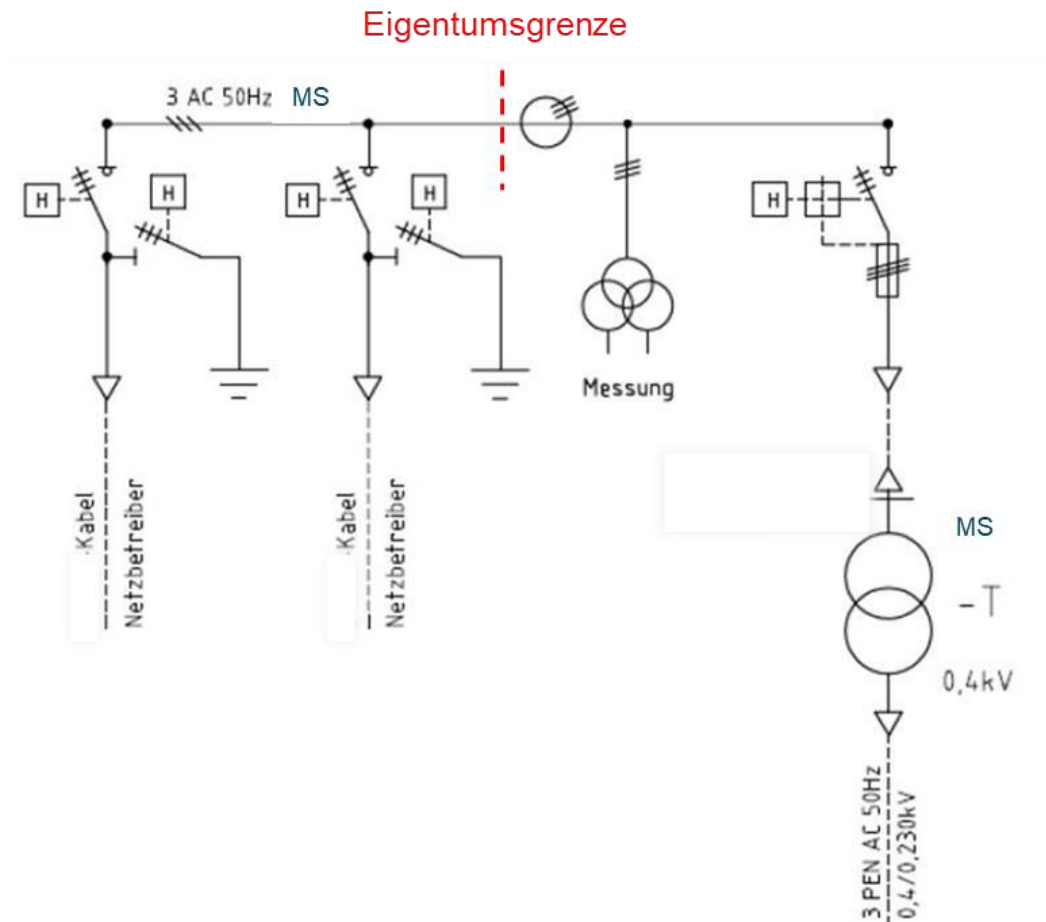 Eigentumsgrenze
3 AC 50Hz MS
H
H
H
H
H
Messung
-Kabel
Netzbetreiber
-Kabel
Netzbetreiber
MS
-T
0,4kV
3 PEN AC 50Hz
0,4/0,230kV